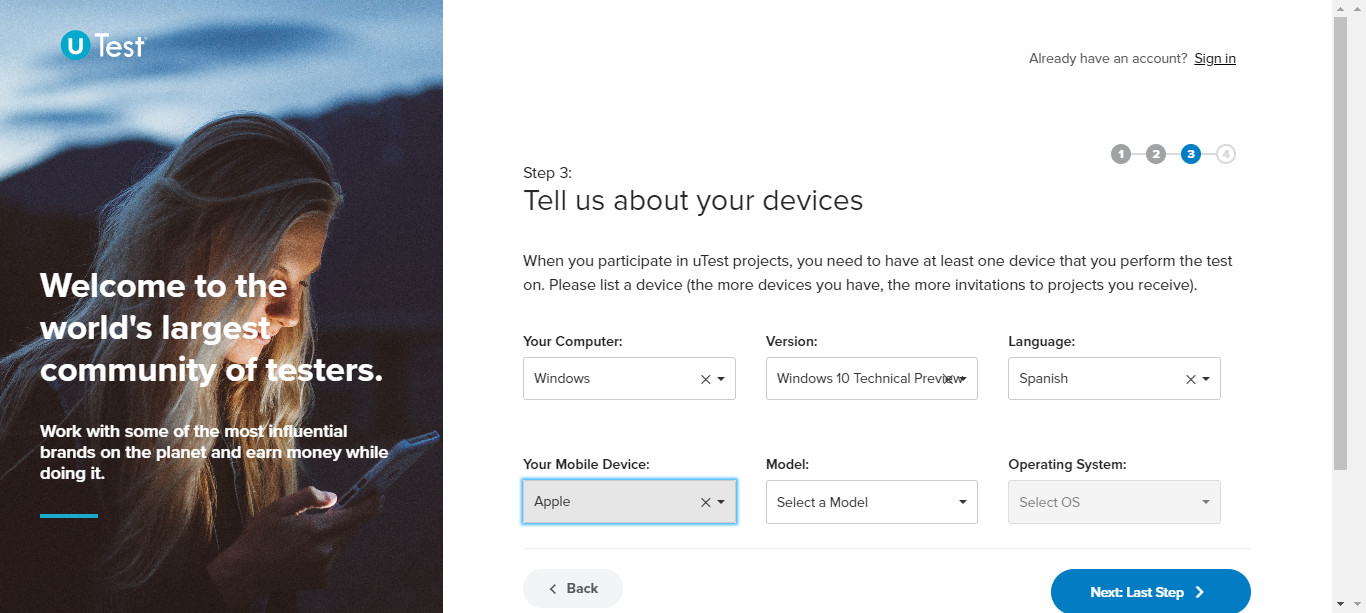 uTest
Already have an account? Sign in
1 2 3 4
Step 3:
Tell us about your devices
Welcome to the
world's largest
community of testers.
Work with some of the most influential
brands on the planet and earn money while
doing it.
When you participate in uTest projects, you need to have at least one device that you perform the test
on. Please list a device (the more devices you have, the more invitations to projects you receive).
Your Computer: Version: Language:
Windows Windows 10 Technical Preview Spanish
Your Mobile Device: Model: Operating System:
Apple Select a Model Select OS
Back Next: Last Step